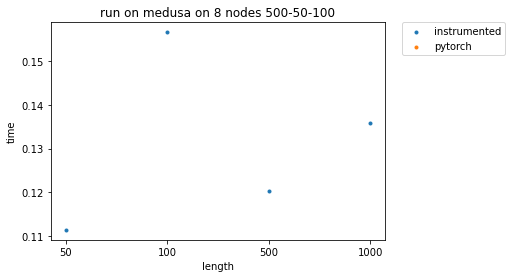 run on medusa on 8 nodes 500-50-100
instrumented
pytorch
0.15
0.14
0.13
0.12
0.11
time
50 100 500 1000
length